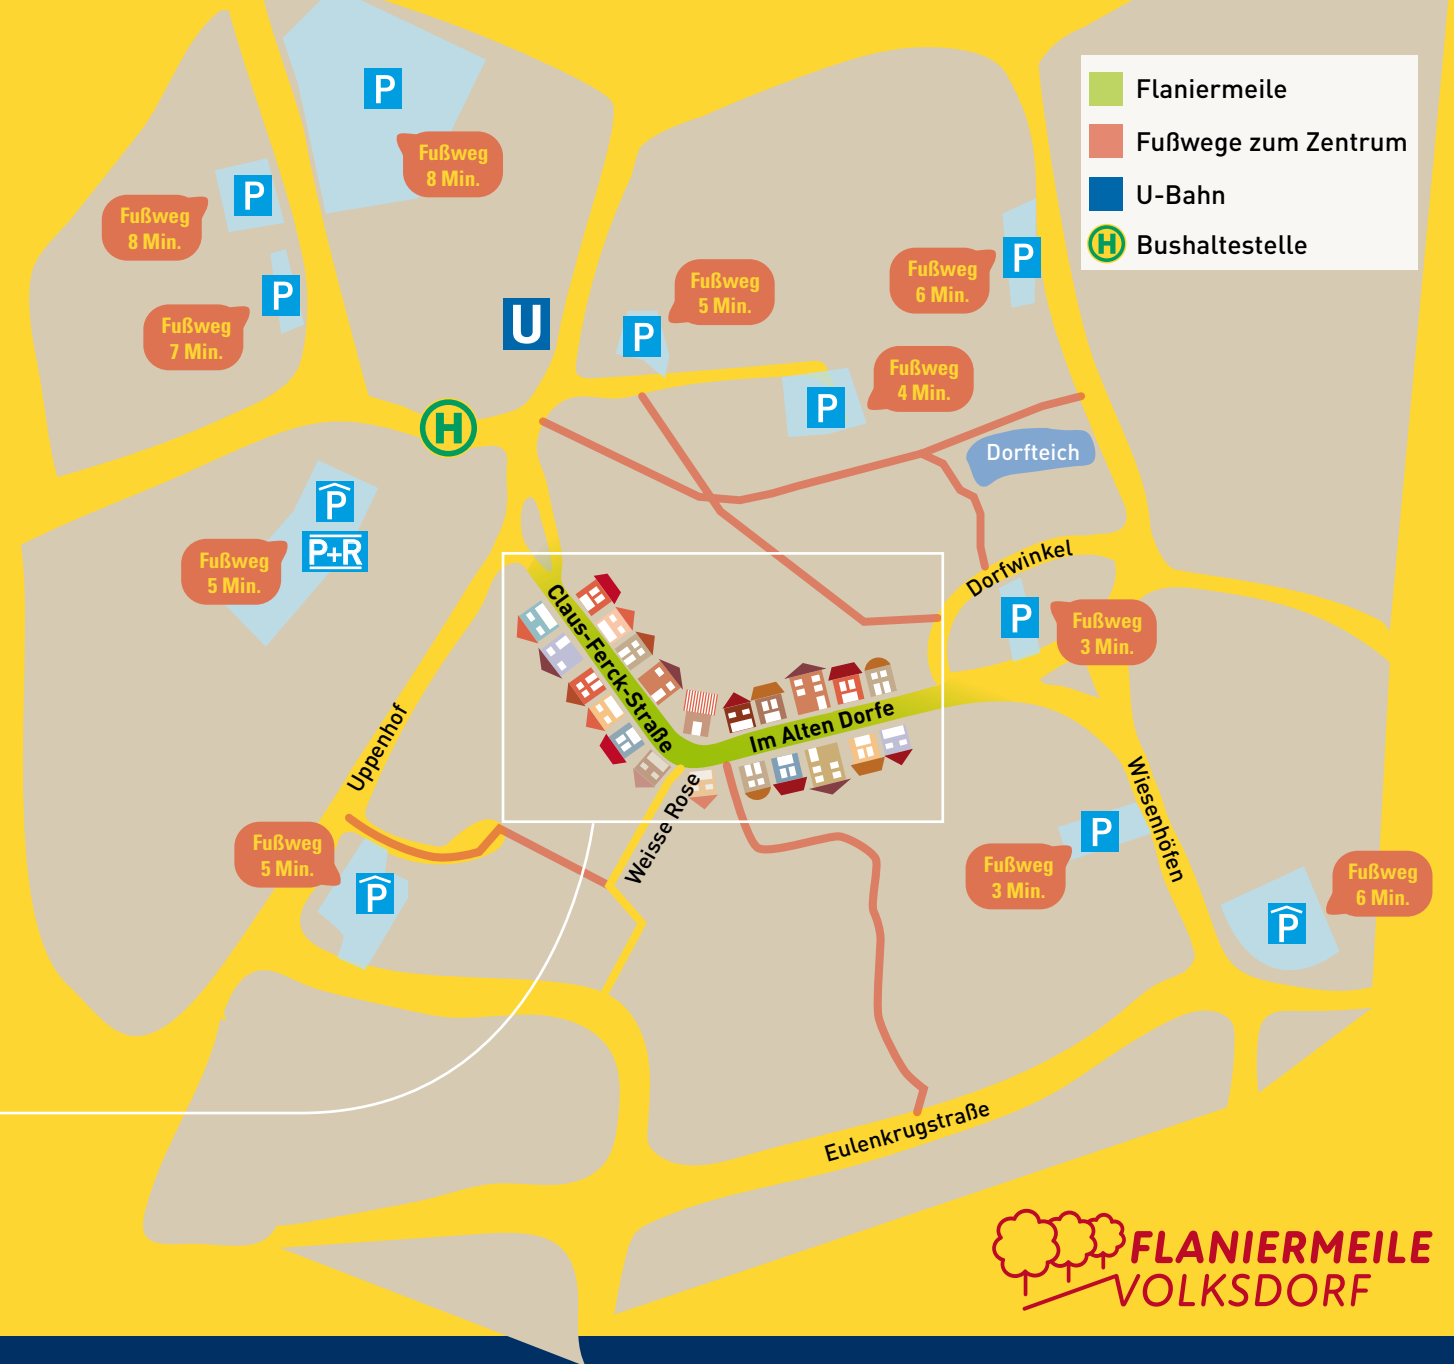 P
Fußweg
8 Min.
P
Fußweg
8 Min.
P
Fußweg
7 Min.
U
H
P
Fußweg
5 Min.
P
Fußweg
4 Min.
P
Fußweg
6 Min.
Flaniermeile
Fußwege zum Zentrum
U-Bahn
H Bushaltestelle
Dorfteich
P
P+R
Fußweg
5 Min.
Dorfwinkel
P
Fußweg
3 Min.
Claus-Ferck-Straße
Im Alten Dorfe
Uppenhof
Weisse Rose
Wiesenhöfen
Fußweg
5 Min.
P
P
Fußweg
3 Min.
P
Fußweg
6 Min.
Eulenkrugstraße
FLANIERMEILE
VOLKSDORF